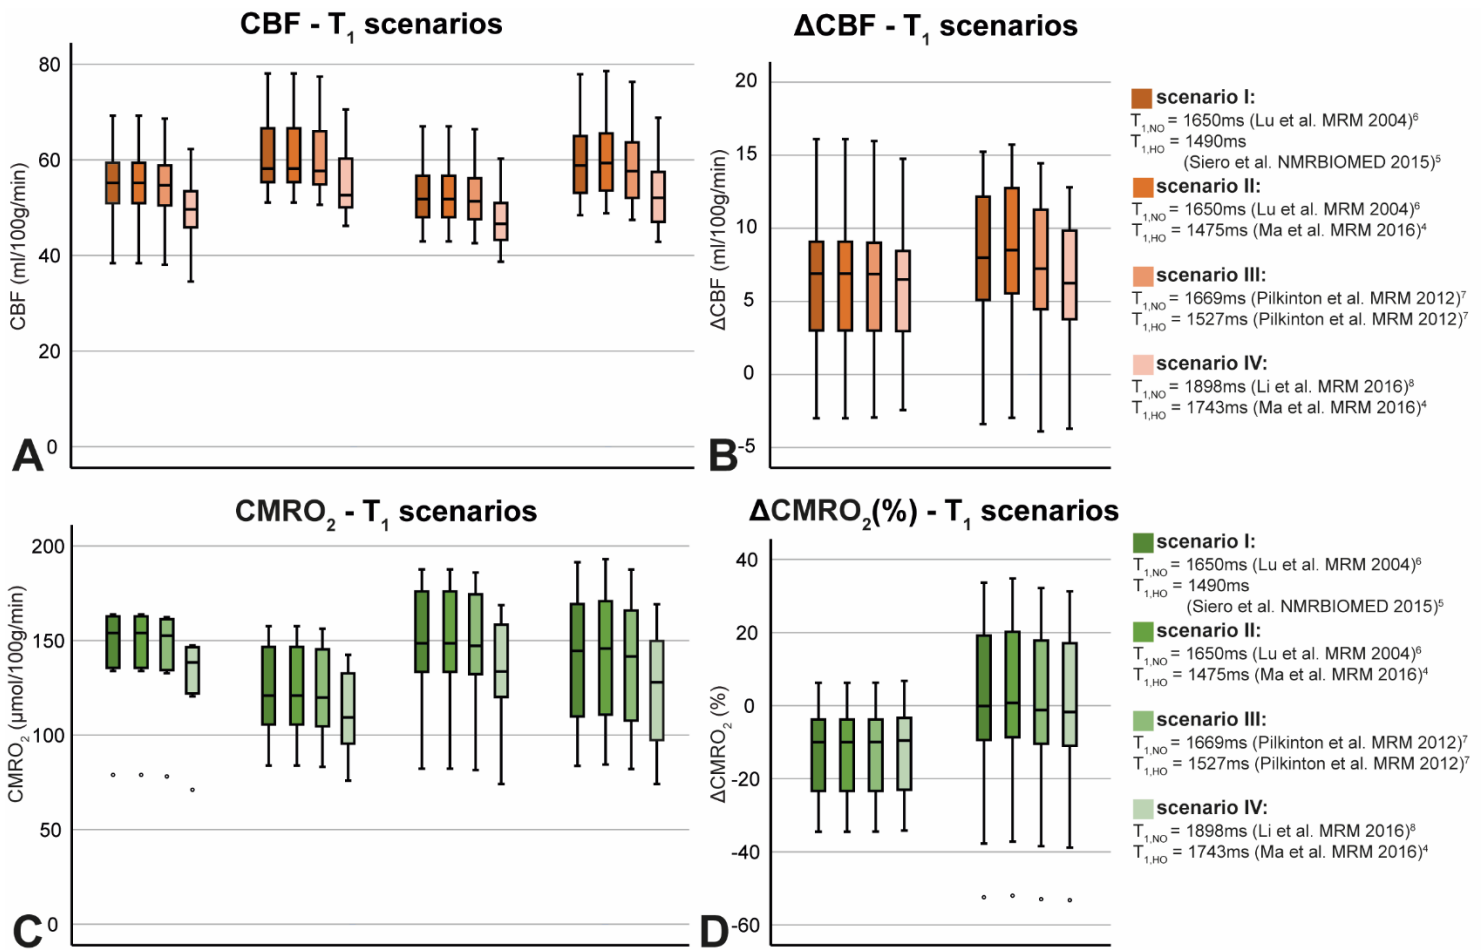 CBF - T1 scenarios
80
60
40
20
0
CBF (ml/100g/min)
A
ΔCBF - T1 scenarios
20
15
10
5
0
-5
ΔCBF (ml/100g/min)
B
scenario I:
T1,NO = 1650ms (Lu et al. MRM 2004)⁶
T1,HO = 1490ms
(Siero et al. NMRBIOMED 2015)⁵
scenario II:
T1,NO = 1650ms (Lu et al. MRM 2004)⁶
T1,HO = 1475ms (Ma et al. MRM 2016)⁴
scenario III:
T1,NO = 1669ms (Pilkinton et al. MRM 2012)⁷
T1,HO = 1527ms (Pilkinton et al. MRM 2012)⁷
scenario IV:
T1,NO = 1898ms (Li et al. MRM 2016)⁸
T1,HO = 1743ms (Ma et al. MRM 2016)⁴
CMRO2 - T1 scenarios
200
150
100
50
0
CMRO2 (μmol/100g/min)
C
ΔCMRO2(%) - T1 scenarios
40
20
0
-20
-40
-60
ΔCMRO2 (%)
D
scenario I:
T1,NO = 1650ms (Lu et al. MRM 2004)⁶
T1,HO = 1490ms
(Siero et al. NMRBIOMED 2015)⁵
scenario II:
T1,NO = 1650ms (Lu et al. MRM 2004)⁶
T1,HO = 1475ms (Ma et al. MRM 2016)⁴
scenario III:
T1,NO = 1669ms (Pilkinton et al. MRM 2012)⁷
T1,HO = 1527ms (Pilkinton et al. MRM 2012)⁷
scenario IV:
T1,NO = 1898ms (Li et al. MRM 2016)⁸
T1,HO = 1743ms (Ma et al. MRM 2016)⁴